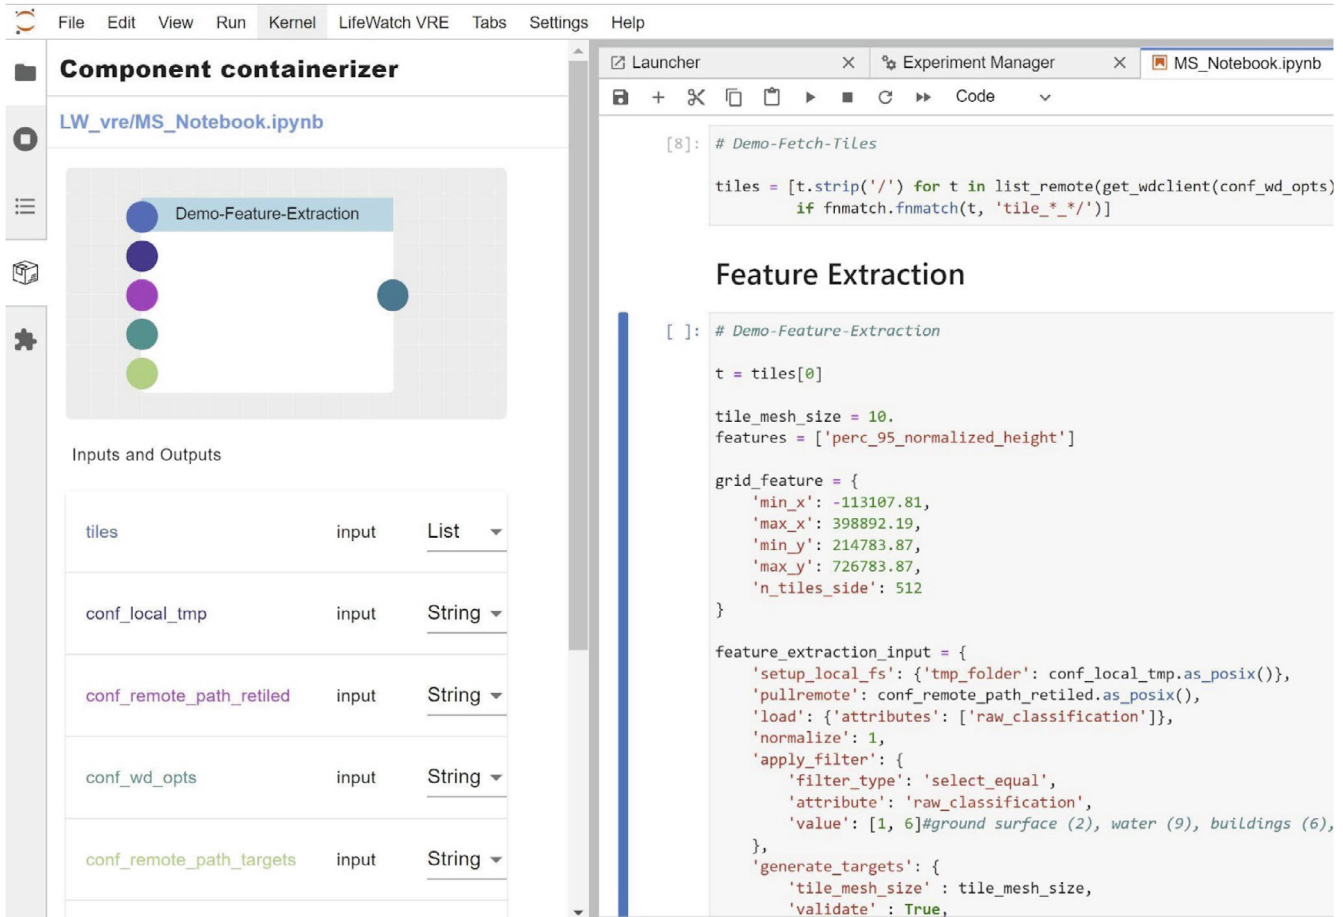 File Edit View Run Kernel LifeWatch VRE Tabs Settings Help
Component containerizer
LW_vre/MS_Notebook.ipynb
Demo-Feature-Extraction
Inputs and Outputs
tiles input List
conf_local_tmp input String
conf_remote_path_retiled input String
conf_wd_opts input String
conf_remote_path_targets input String
Launcher Experiment Manager MS_Notebook.ipynb
Code
[8]: # Demo-Fetch-Tiles
tiles = [t.strip('/') for t in list_remote(get_wdclient(conf_wd_opts)
if fnmatch.fnmatch(t, 'tile_*_*/')]
Feature Extraction
[ ]: # Demo-Feature-Extraction
t = tiles[0]
tile_mesh_size = 10.
features = ['perc_95_normalized_height']
grid_feature = {
'min_x': -113107.81,
'max_x': 398892.19,
'min_y': 214783.87,
'max_y': 726783.87,
'n_tiles_side': 512
}
feature_extraction_input = {
'setup_local_fs': {'tmp_folder': conf_local_tmp.as_posix()},
'pullremote': conf_remote_path_retiled.as_posix(),
'load': {'attributes': ['raw_classification']},
'normalize': 1,
'apply_filter': {
'filter_type': 'select_equal',
'attribute': 'raw_classification',
'value': [1, 6]#ground surface (2), water (9), buildings (6),
},
'generate_targets': {
'tile_mesh_size' : tile_mesh_size,
'validate' : True,